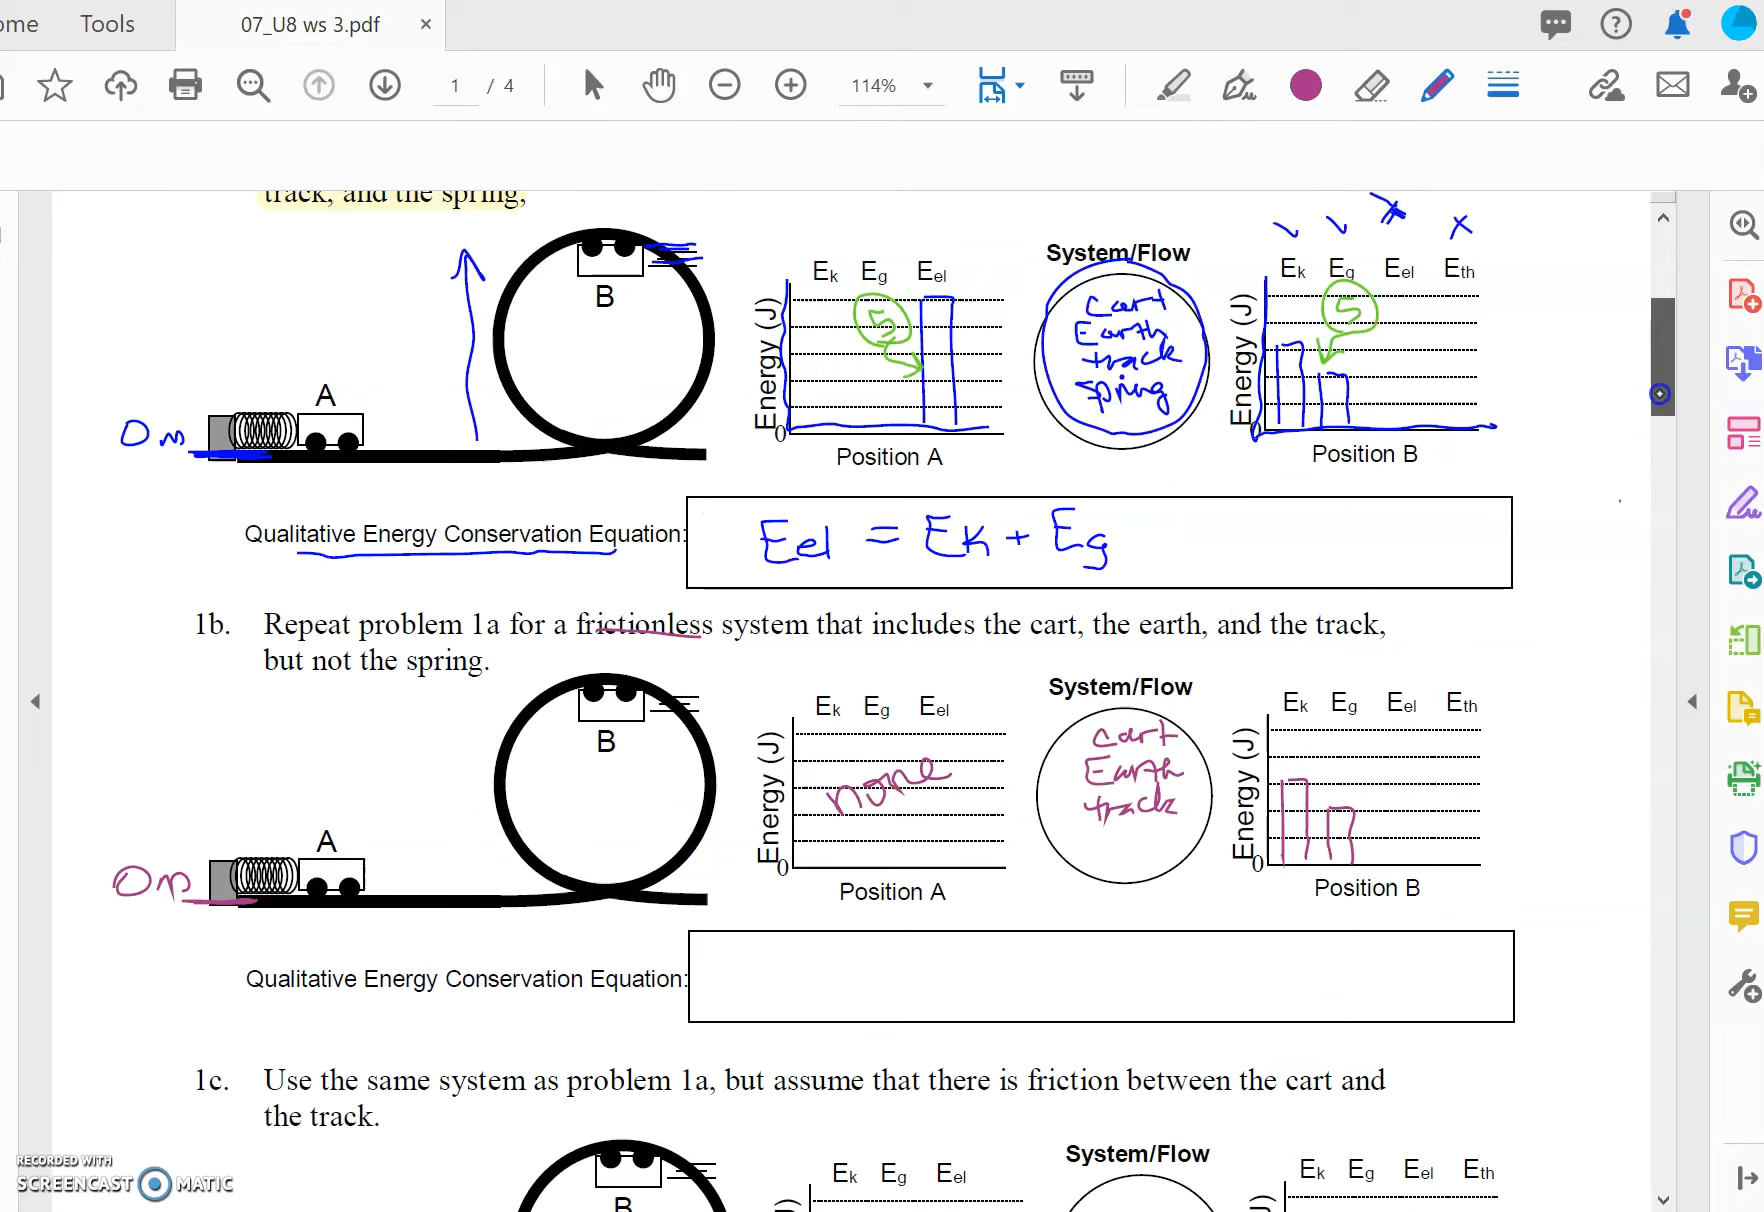 ome
Tools
07_U8 ws 3.pdf
×
1 / 4
114%
track, and the spring,
B
A
0 m
Ek Eg Eel
Energy (J)
5
0
Position A
System/Flow
cart
Earth
track
spring
Ek Eg Eel Eth
Energy (J)
5
0
Position B
Qualitative Energy Conservation Equation:
Eel = Ek + Eg
1b. Repeat problem 1a for a frictionless system that includes the cart, the earth, and the track,
but not the spring.
B
A
0 m
Ek Eg Eel
Energy (J)
none
0
Position A
System/Flow
cart
Earth
track
Ek Eg Eel Eth
Energy (J)
0
Position B
Qualitative Energy Conservation Equation:
1c. Use the same system as problem 1a, but assume that there is friction between the cart and
the track.
B
Ek Eg Eel
System/Flow
Ek Eg Eel Eth
RECORDED WITH
SCREENCAST MATIC